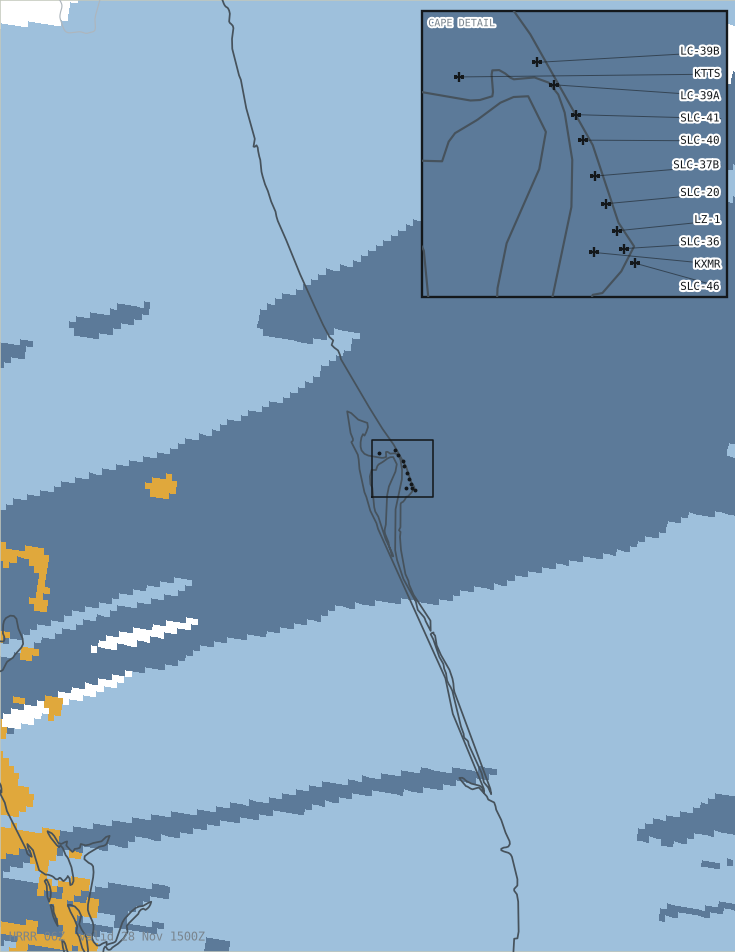 CAPE DETAIL
LC-39B
KTTS
LC-39A
SLC-41
SLC-40
SLC-37B
SLC-20
LZ-1
SLC-36
KXMR
SLC-46
28 Nov 1500Z